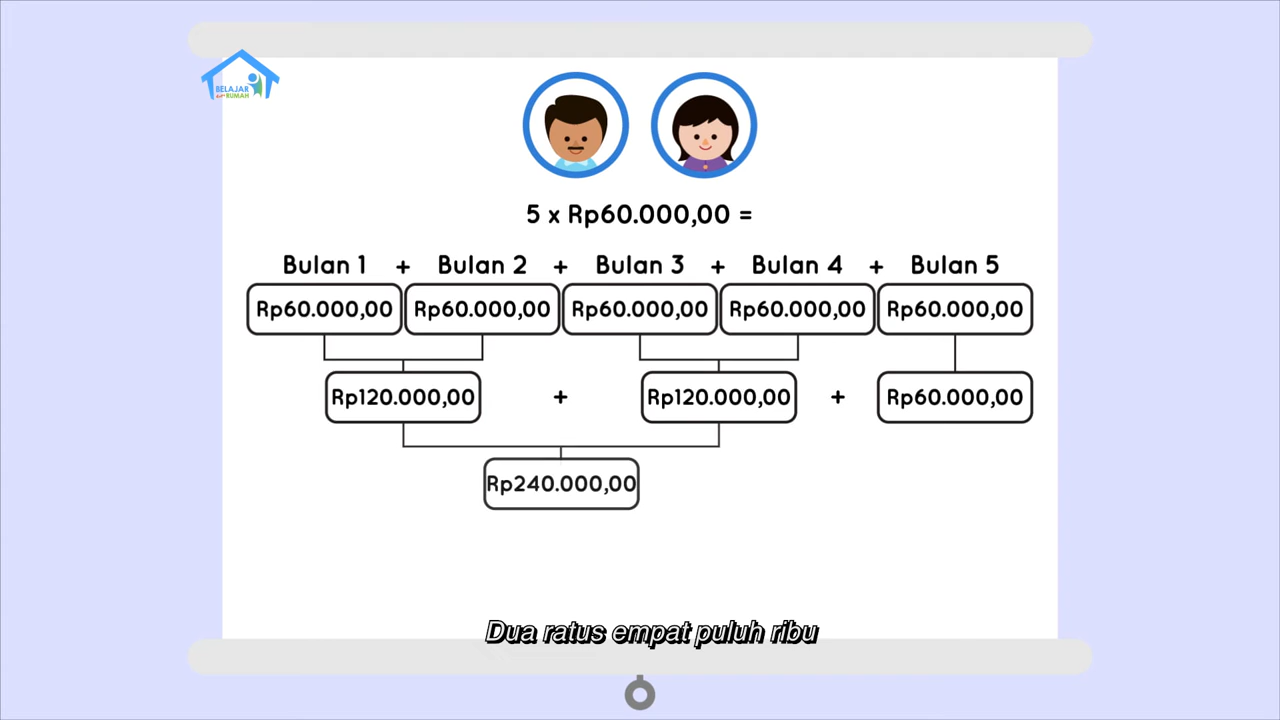 BELAJAR
dari RUMAH
5 x Rp60.000,00 =
Bulan 1 + Bulan 2 + Bulan 3 + Bulan 4 + Bulan 5
Rp60.000,00 Rp60.000,00 Rp60.000,00 Rp60.000,00 Rp60.000,00
Rp120.000,00 + Rp120.000,00 + Rp60.000,00
Rp240.000,00
Dua ratus empat puluh ribu